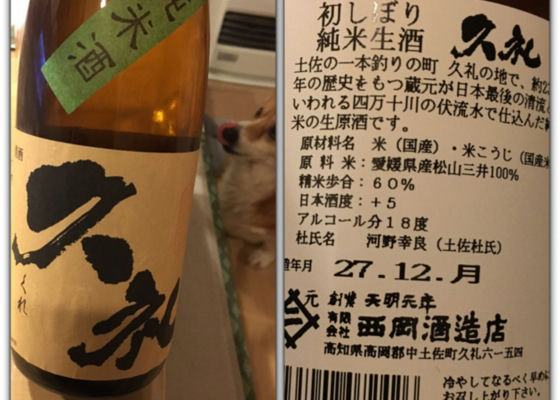 純米酒
久礼
くれ
初しぼり
純米生酒
久礼
土佐の一本釣りの町 久礼の地で、約2
年の歴史をもつ蔵元が日本最後の清流
いわれる四万十川の伏流水で仕込んだ
米の生原酒です。
原材料名:米(国産)・米こうじ(国産
原料米:愛媛県産松山三井100%
精米歩合:60%
日本酒度:+5
アルコール分18度
杜氏名 河野幸良(土佐杜氏)
年月 27.12.月
元 創業 天明元年
有限会社 西岡酒造店
高知県高岡郡中土佐町久礼六ー五四
冷やしてなるべく早め
お召し上がり下さい。